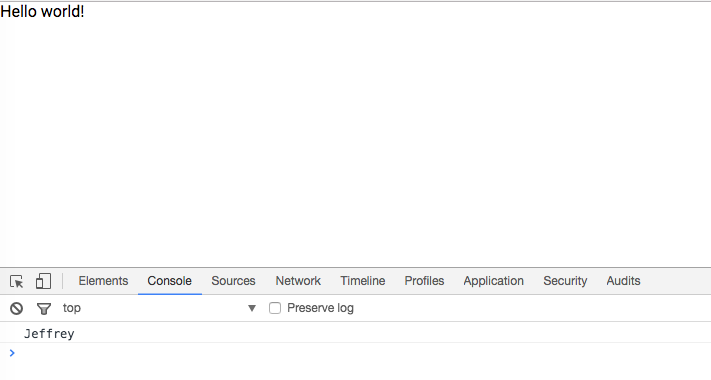 Hello world!
Elements Console Sources Network Timeline Profiles Application Security Audits
top Preserve log
Jeffrey